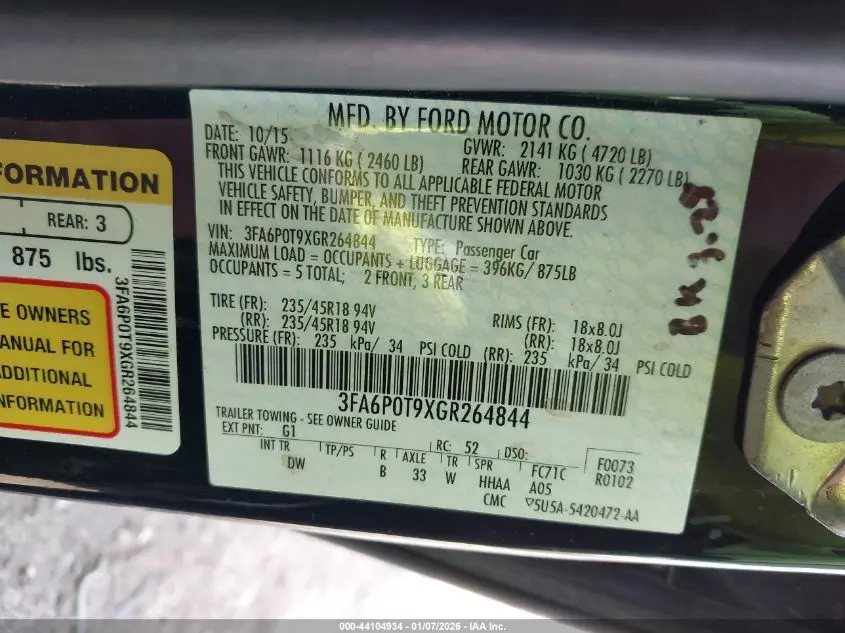 FORMATION
REAR: 3
875 lbs.
E OWNERS
ANUAL FOR
ADDITIONAL
FORMATION
3FA6P0T9XGR264844
MFD. BY FORD MOTOR CO.
DATE: 10/15 GVWR: 2141 KG ( 4720 LB)
FRONT GAWR: 1116 KG ( 2460 LB) REAR GAWR: 1030 KG ( 2270 LB)
THIS VEHICLE CONFORMS TO ALL APPLICABLE FEDERAL MOTOR
VEHICLE SAFETY, BUMPER, AND THEFT PREVENTION STANDARDS
IN EFFECT ON THE DATE OF MANUFACTURE SHOWN ABOVE.
VIN: 3FA6P0T9XGR264844 TYPE: Passenger Car
MAXIMUM LOAD = OCCUPANTS + LUGGAGE = 396KG/ 875LB
OCCUPANTS = 5 TOTAL; 2 FRONT, 3 REAR
TIRE (FR): 235/45R18 94V RIMS (FR): 18x8.0J
(RR): 235/45R18 94V (RR): 18x8.0J
PRESSURE (FR): 235 kPa/ 34 PSI COLD (RR): 235 kPa/ 34 PSI COLD
3FA6P0T9XGR264844
TRAILER TOWING - SEE OWNER GUIDE
EXT PNT: G1 RC: 52 DSO:
INT TR TP/PS R AXLE TR SPR FC71C F0073
DW B 33 W HHAA A05 R0102
CMC ▽5U5A-5420472-AA
000-44104934 - 01/07/2026 - IAA Inc.